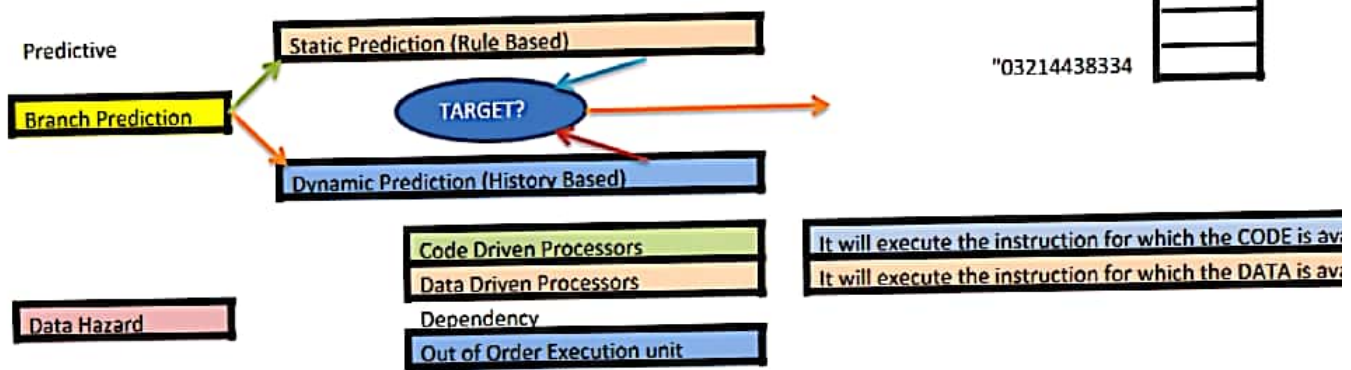 Predictive
Static Prediction (Rule Based)
"03214438334
Branch Prediction
TARGET?
Dynamic Prediction (History Based)
Code Driven Processors
It will execute the instruction for which the CODE is
Data Driven Processors
It will execute the instruction for which the DATA is
Data Hazard
Dependency
Out of Order Execution unit